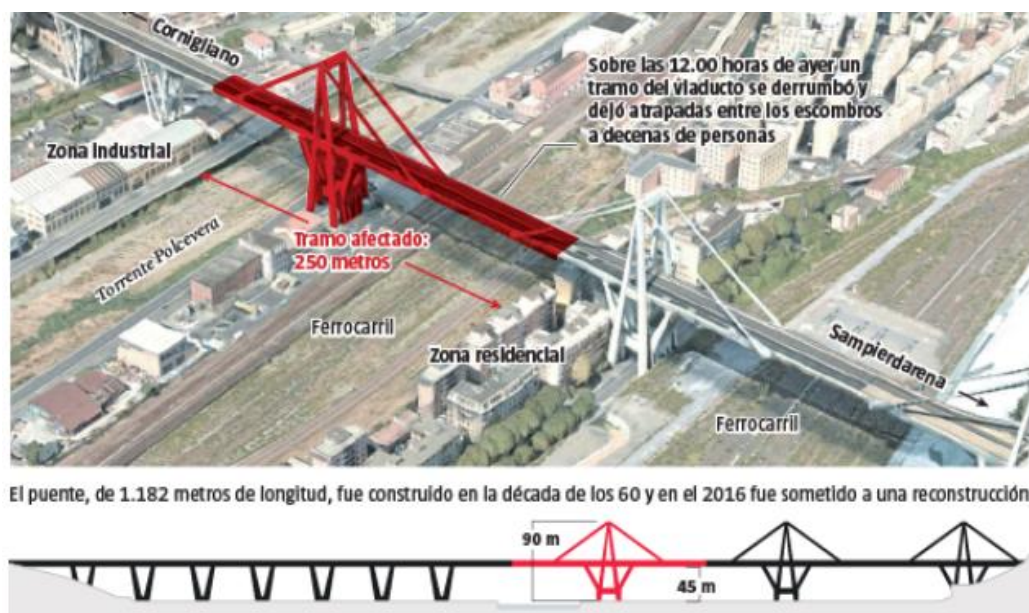 Cornigliano
Sobre las 12.00 horas de ayer un
tramo del viaducto se derrumbó y
dejó atrapadas entre los escombros
a decenas de personas
Zona industrial
Torrente Polcevera
Tramo afectado:
250 metros
Ferrocarril
Zona residencial
Sampierdarena
Ferrocarril
El puente, de 1.182 metros de longitud, fue construido en la década de los 60 y en el 2016 fue sometido a una reconstrucción
90 m
45 m